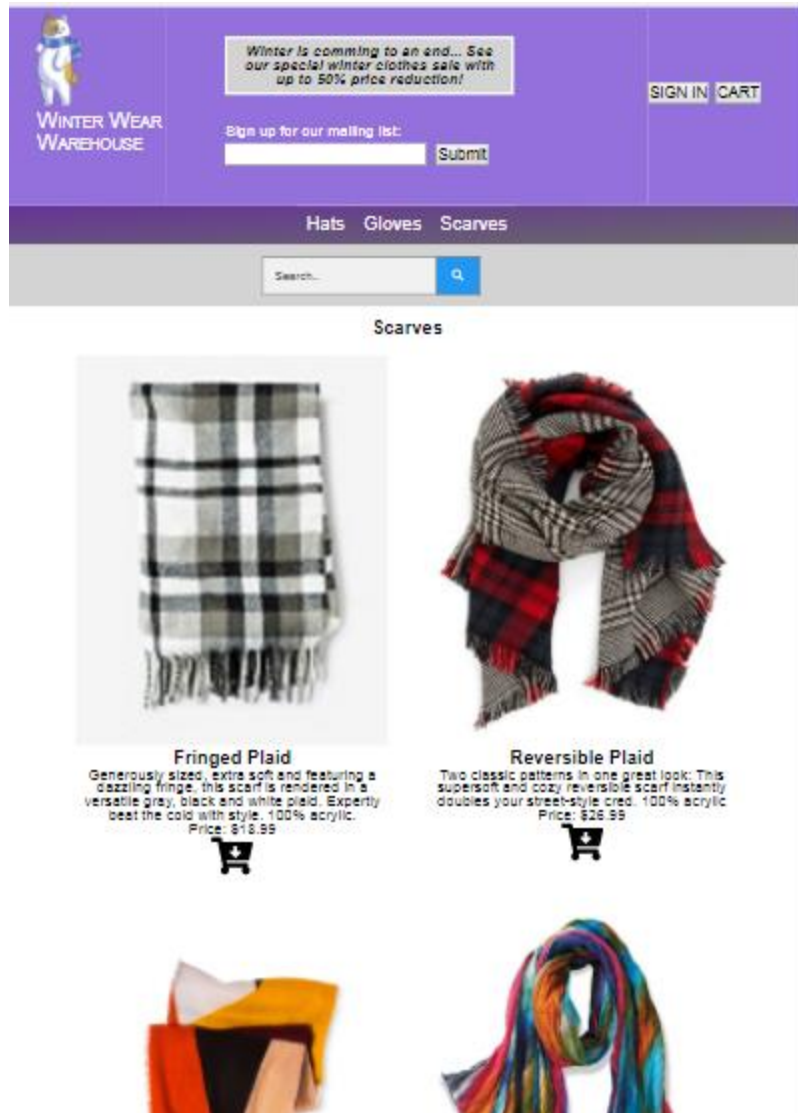 Winter is comming to an end... See
our special winter clothes sale with
up to 50% price reduction!
SIGN IN CART
WINTER WEAR
WAREHOUSE
Sign up for our mailing list:
Submit
Hats Gloves Scarves
Search..
Scarves
Fringed Plaid
Generously sized, extra soft and featuring a
dazzling fringe, this scarf is rendered in a
versatile gray, black and white plaid. Expertly
beat the cold with style. 100% acrylic.
Price: $18.99
Reversible Plaid
Two classic patterns in one great look: This
supersoft and cozy reversible scarf instantly
doubles your street-style cred. 100% acrylic
Price: $26.99